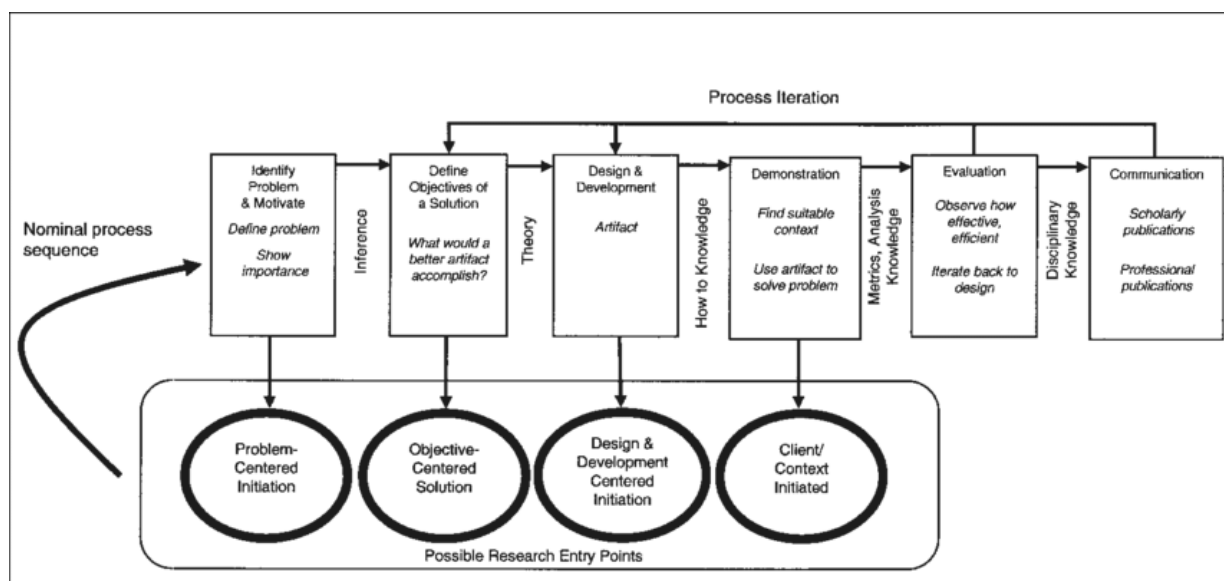 Process Iteration
Nominal process
sequence
Identify
Problem
& Motivate
Define problem
Show
importance
Inference
Define
Objectives of
a Solution
What would a
better artifact
accomplish?
Theory
Design &
Development
Artifact
How to Knowledge
Demonstration
Find suitable
context
Use artifact to
solve problem
Metrics, Analysis
Knowledge
Evaluation
Observe how
effective,
efficient
Iterate back to
design
Disciplinary
Knowledge
Communication
Scholarly
publications
Professional
publications
Problem-
Centered
Initiation
Objective-
Centered
Solution
Design &
Development
Centered
Initiation
Client/
Context
Initiated
Possible Research Entry Points